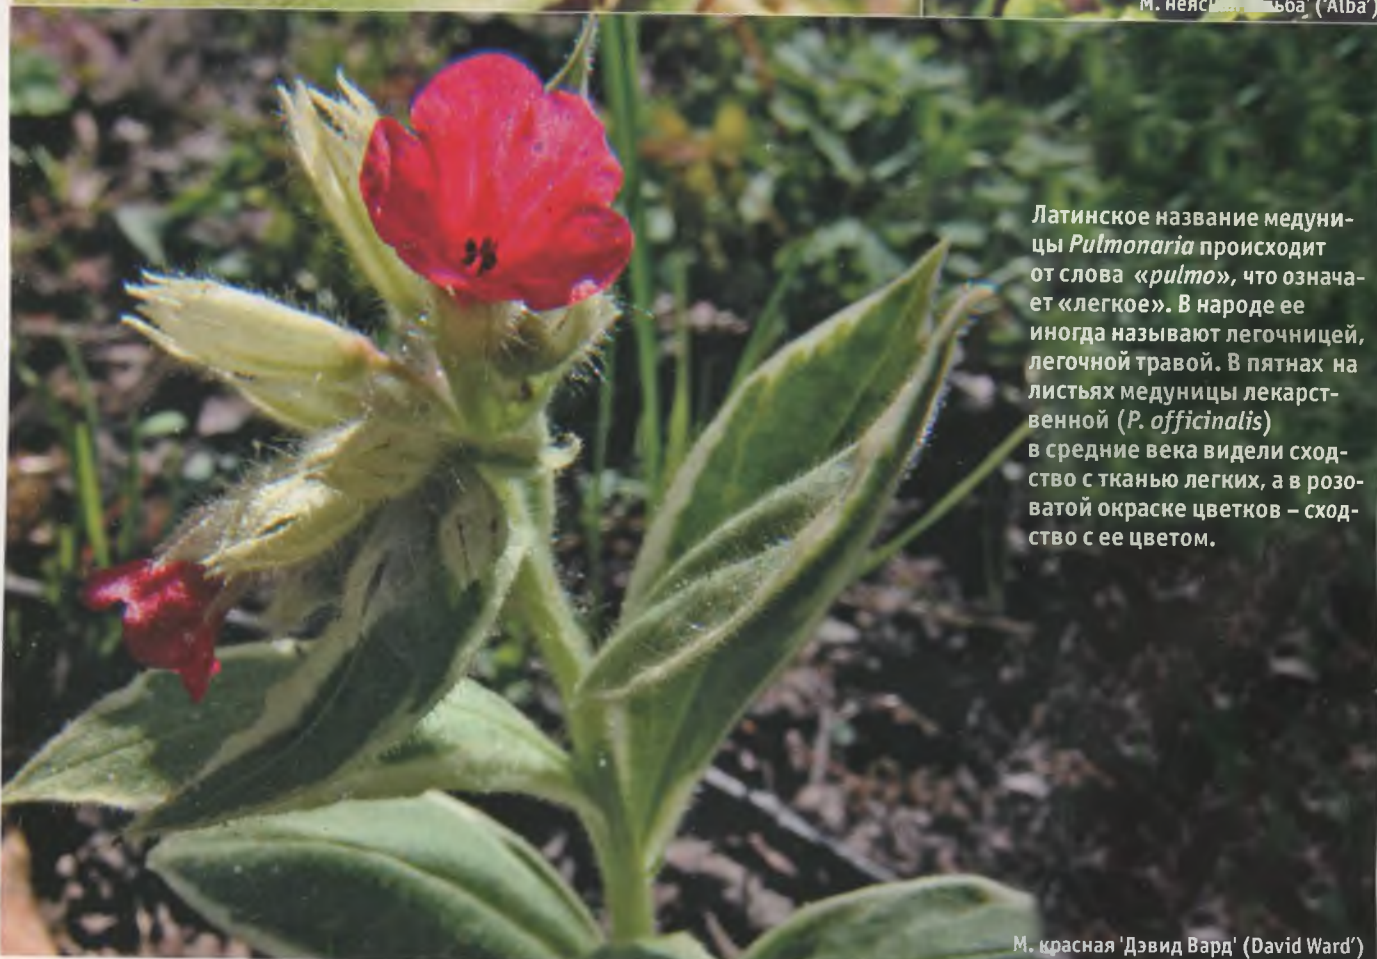 М. ('Alba')
Латинское название медуни-
цы Pulmonaria происходит
от слова «pulmo», что означа-
ет «легкое». В народе ее
иногда называют легочницей,
легочной травой. В пятнах на
листьях медуницы лекарст-
венной (P. officinalis)
в средние века видели сход-
ство с тканью легких, а в розо-
ватой окраске цветков – сход-
ство с ее цветом.
М. красная 'Дэвид Вард' (David Ward')